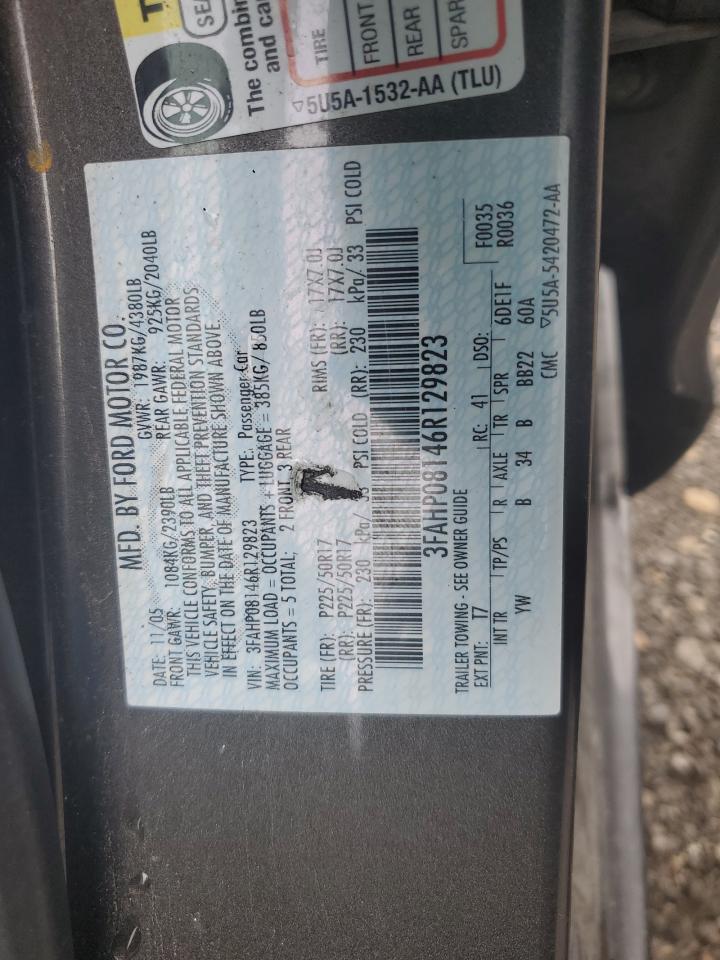 T
SEA
The combin
and car
TIRE
FRONT
REAR
SPAR
▽5U5A-1532-AA (TLU)
MFD. BY FORD MOTOR CO.
DATE: 11/05 GVWR: 1987KG/4380LB
FRONT GAWR: 1084KG/2390LB REAR GAWR: 925KG/2040LB
THIS VEHICLE CONFORMS TO ALL APPLICABLE FEDERAL MOTOR
VEHICLE SAFETY, BUMPER, AND THEFT PREVENTION STANDARDS
IN EFFECT ON THE DATE OF MANUFACTURE SHOWN ABOVE.
VIN: 3FAHP08146R129823 TYPE: Passenger Car
MAXIMUM LOAD = OCCUPANTS + LUGGAGE = 385KG/ 850LB
OCCUPANTS = 5 TOTAL: 2 FRONT 3 REAR
TIRE (FR): P225/50R17 RIMS (FR): 17X7.0J
(RR): P225/50R17 (RR): 17X7.0J
PRESSURE (FR): 230 kPa/ 33 PSI COLD (RR): 230 kPa/ 33 PSI COLD
3FAHP08146R129823
TRAILER TOWING - SEE OWNER GUIDE F0035
EXT PNT: T7 RC: 41 DSO: R0036
INT TR TP/PS R AXLE TR SPR 6DE1F
YW B 34 B BB22 60A
CMC ▽5U5A-5420472-AA